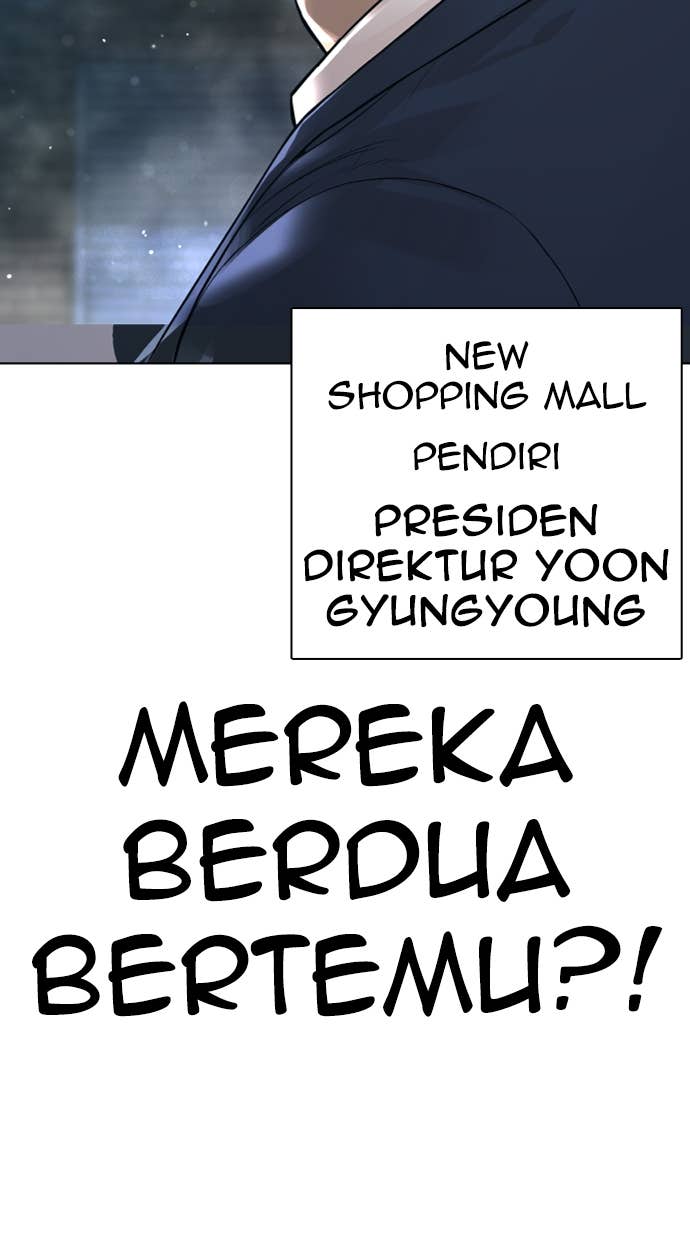 NEW
SHOPPING MALL
PENDIRI
PRESIDEN
DIREKTUR YOON
GYUNGYOUNG
MEREKA
BERDUA
BERTEMU?!